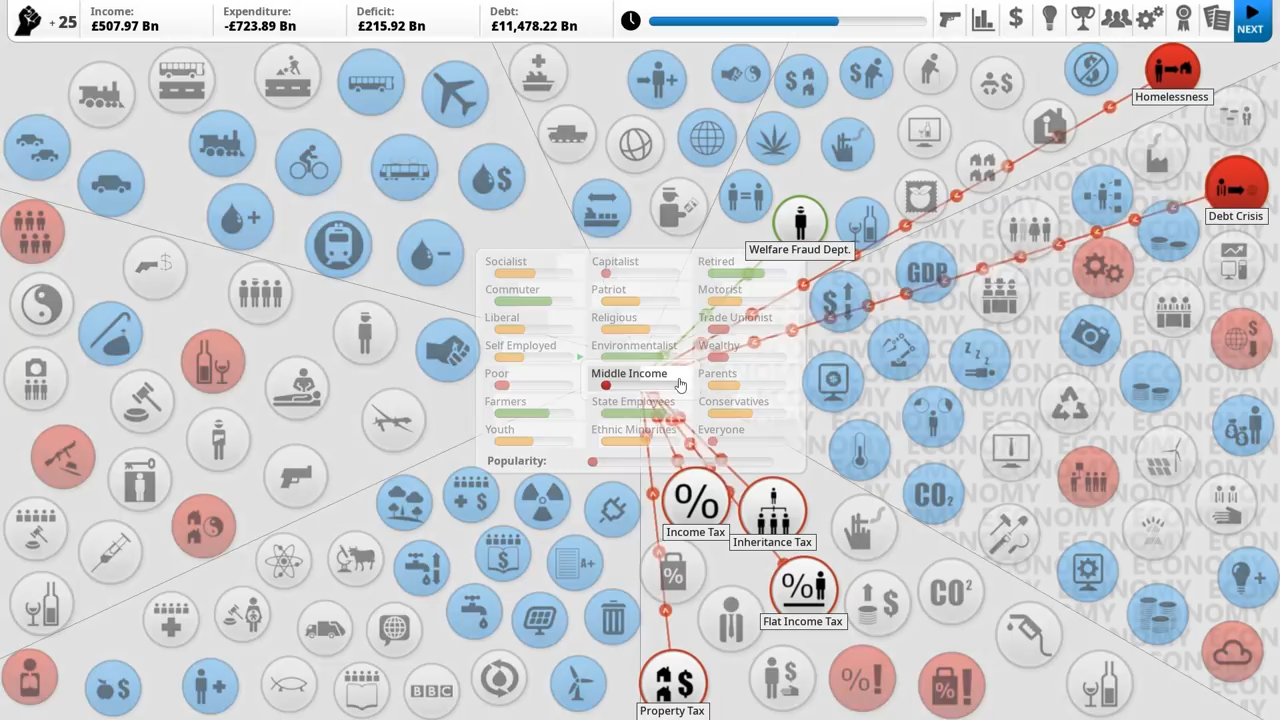 + 25
Income:
£507.97 Bn
Expenditure:
-£723.89 Bn
Deficit:
£215.92 Bn
Debt:
£11,478.22 Bn
NEXT
Homelessness
Debt Crisis
Welfare Fraud Dept.
Socialist
Capitalist
Retired
Commuter
Patriot
Motorist
Liberal
Religious
Trade Unionist
Self Employed
Environmentalist
Wealthy
Poor
Middle Income
Parents
Farmers
State Employees
Conservatives
Youth
Ethnic Minorities
Everyone
Popularity:
GDP
CO2
CO2
A+
BBC
Income Tax
Inheritance Tax
Flat Income Tax
Property Tax
ECONOMY